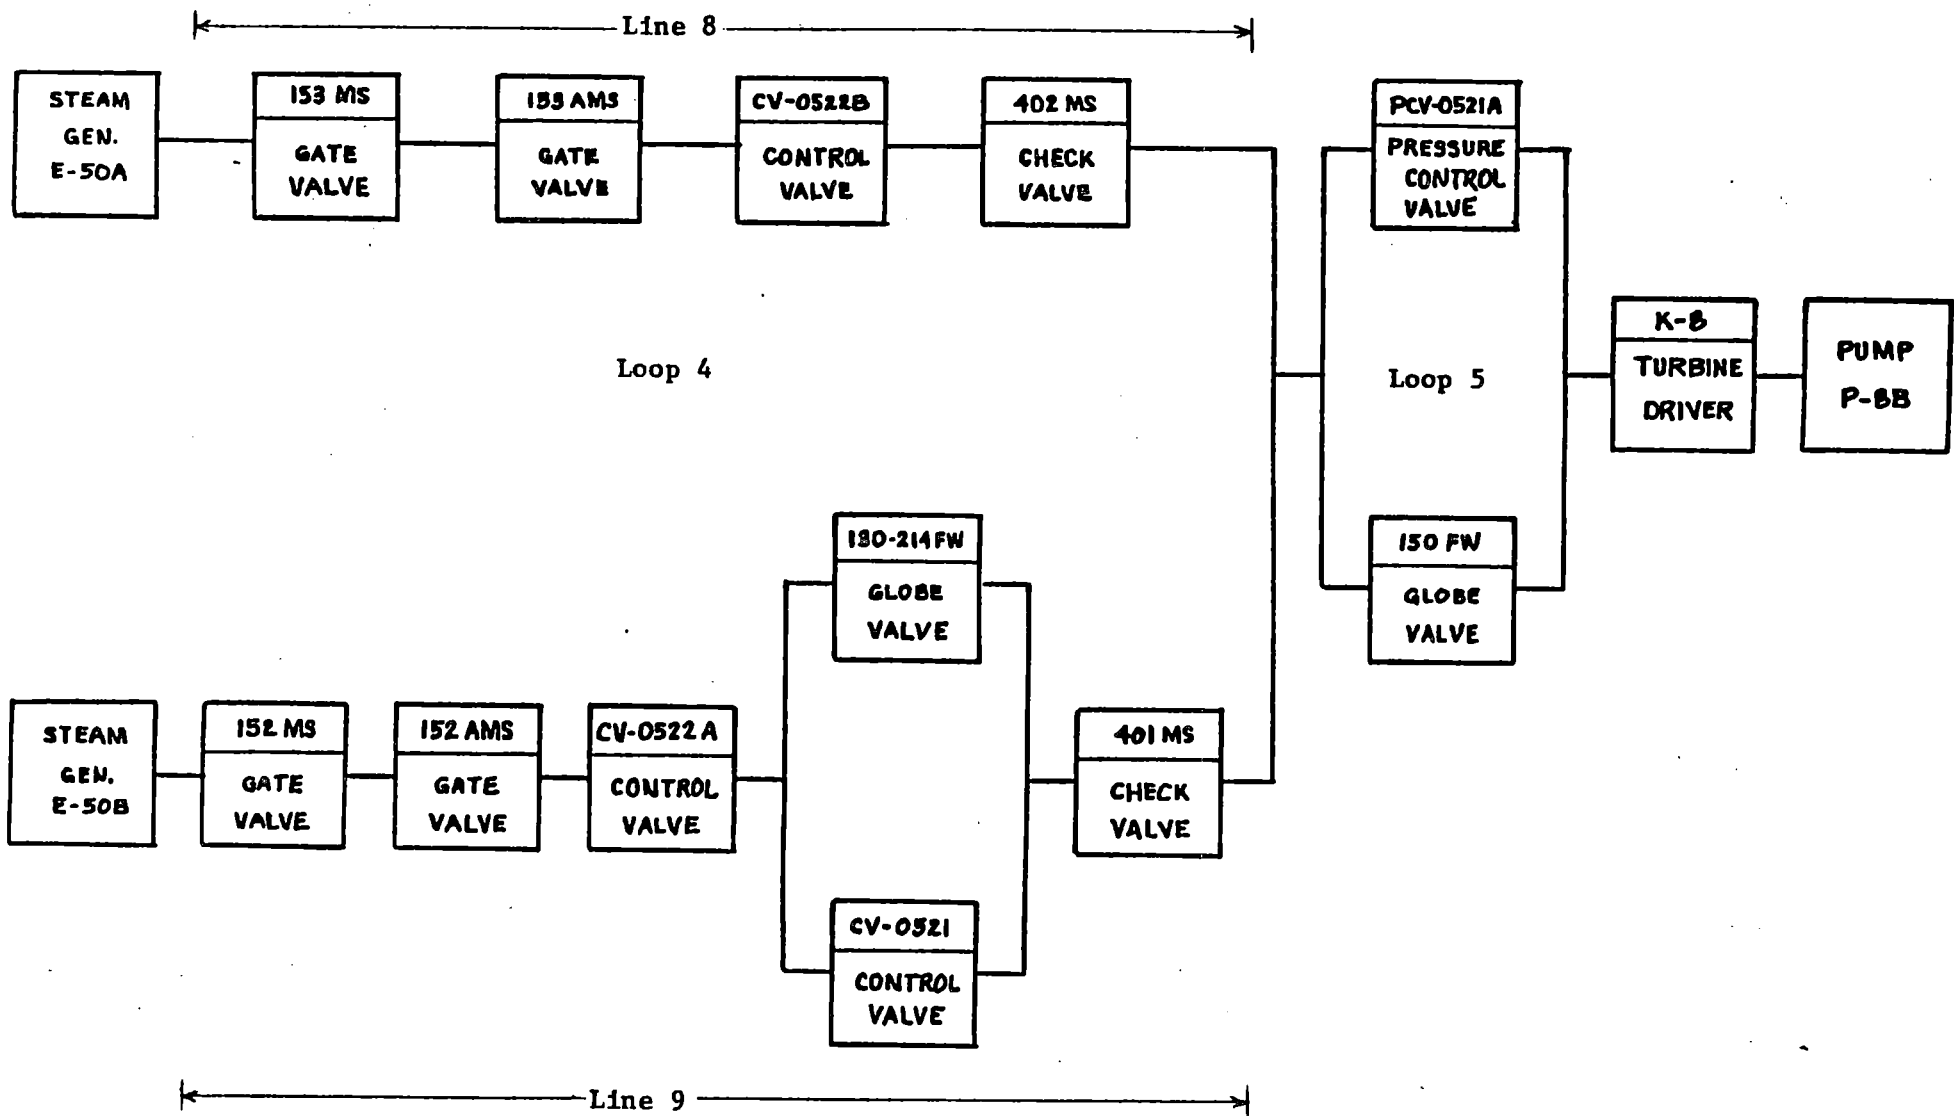 Line 8
STEAM
GEN.
E-50A
153 MS
GATE
VALVE
153 AMS
GATE
VALVE
CV-0522B
CONTROL
VALVE
402 MS
CHECK
VALVE
PCV-0521A
PRESSURE
CONTROL
VALVE
Loop 4
Loop 5
K-8
TURBINE
DRIVER
PUMP
P-8B
180-214FW
GLOBE
VALVE
150 FW
GLOBE
VALVE
STEAM
GEN.
E-50B
152 MS
GATE
VALVE
152 AMS
GATE
VALVE
CV-0522A
CONTROL
VALVE
401 MS
CHECK
VALVE
CV-0521
CONTROL
VALVE
Line 9